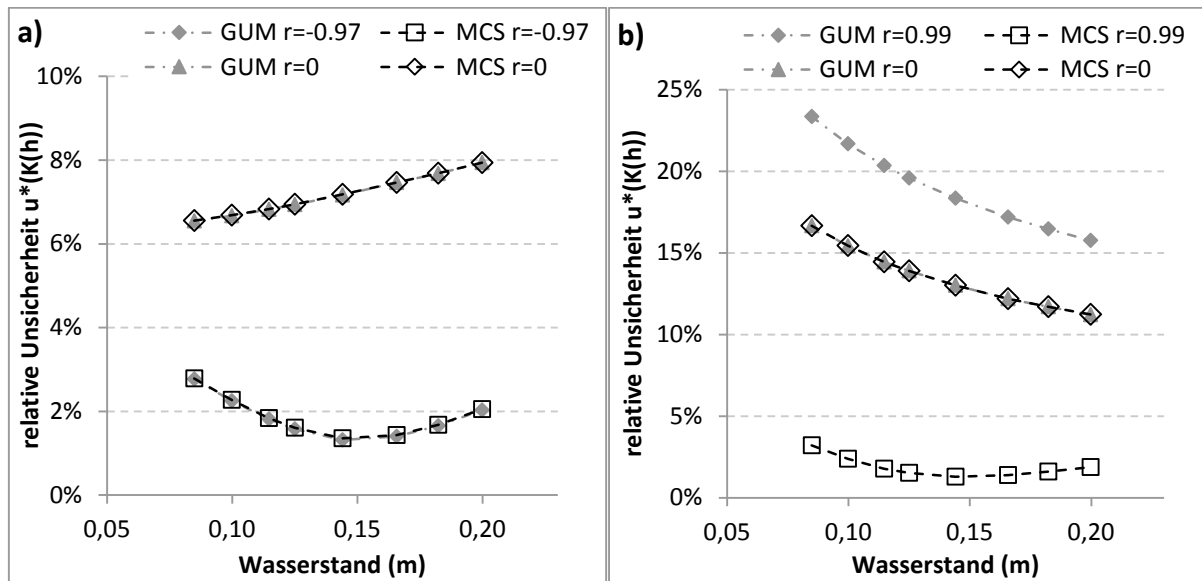 a)
GUM r=-0.97
MCS r=-0.97
GUM r=0
MCS r=0
relative Unsicherheit u*(K(h))
10%
8%
6%
4%
2%
0%
0,05
0,10
0,15
0,20
Wasserstand (m)
b)
GUM r=0.99
MCS r=0.99
GUM r=0
MCS r=0
relative Unsicherheit u*(K(h))
25%
20%
15%
10%
5%
0%
0,05
0,10
0,15
0,20
Wasserstand (m)